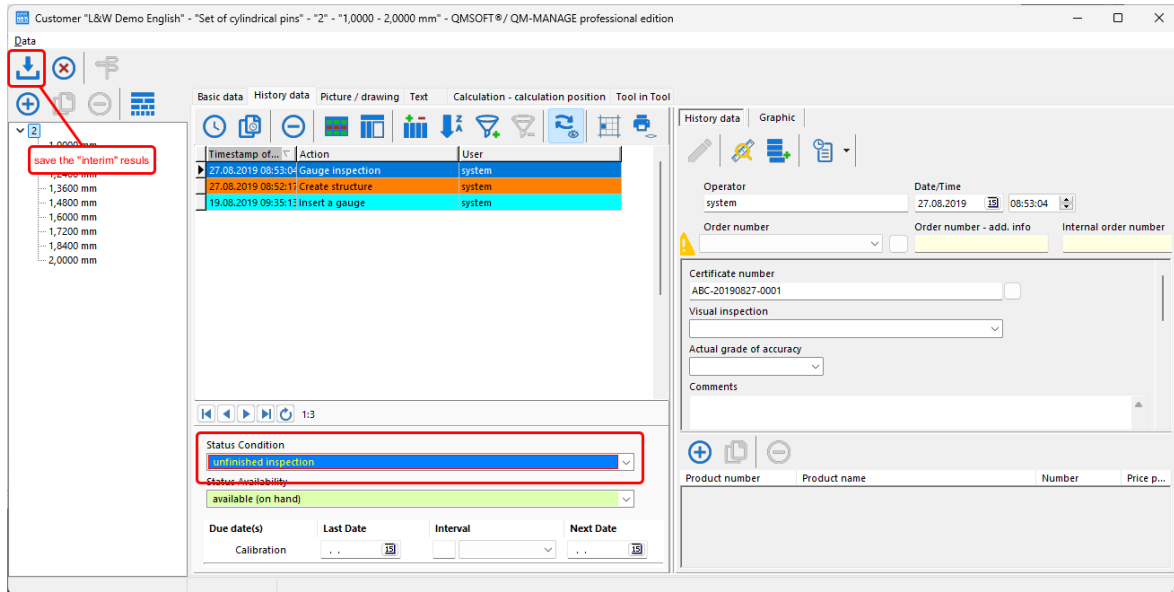 Customer "L&W Demo English" - "Set of cylindrical pins" - "2" - "1,0000 - 2,0000 mm" - QMSOFT®/ QM-MANAGE professional edition
Data
Basic data History data Picture / drawing Text Calculation - calculation position Tool in Tool
2
save the "interim" resuls
1,3600 mm
1,4800 mm
1,6000 mm
1,7200 mm
1,8400 mm
2,0000 mm
Timestamp of... Action User
27.08.2019 08:53:04 Gauge inspection system
27.08.2019 08:52:17 Create structure system
19.08.2019 09:35:13 Insert a gauge system
1:3
Status Condition
unfinished inspection
Status Availability
available (on hand)
Due date(s) Last Date Interval Next Date
Calibration . . 15 . . 15
History data Graphic
Operator Date/Time
system 27.08.2019 15 08:53:04
Order number Order number - add. info Internal order number
Certificate number
ABC-20190827-0001
Visual inspection
Actual grade of accuracy
Comments
Product number Product name Number Price p...